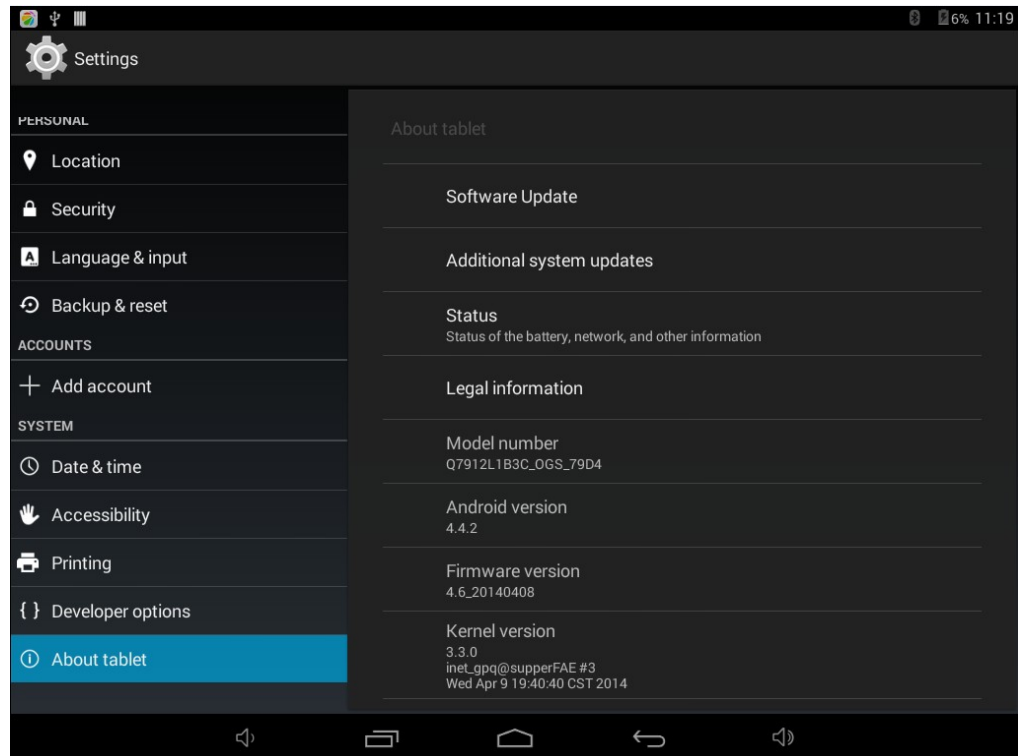 6% 11:19
Settings
PERSONAL
Location
Security
Language & input
Backup & reset
ACCOUNTS
Add account
SYSTEM
Date & time
Accessibility
Printing
{ } Developer options
About tablet
About tablet
Software Update
Additional system updates
Status
Status of the battery, network, and other information
Legal information
Model number
Q7912L1B3C_OGS_79D4
Android version
4.4.2
Firmware version
4.6_20140408
Kernel version
3.3.0
inet_gpq@supperFAE #3
Wed Apr 9 19:40:40 CST 2014